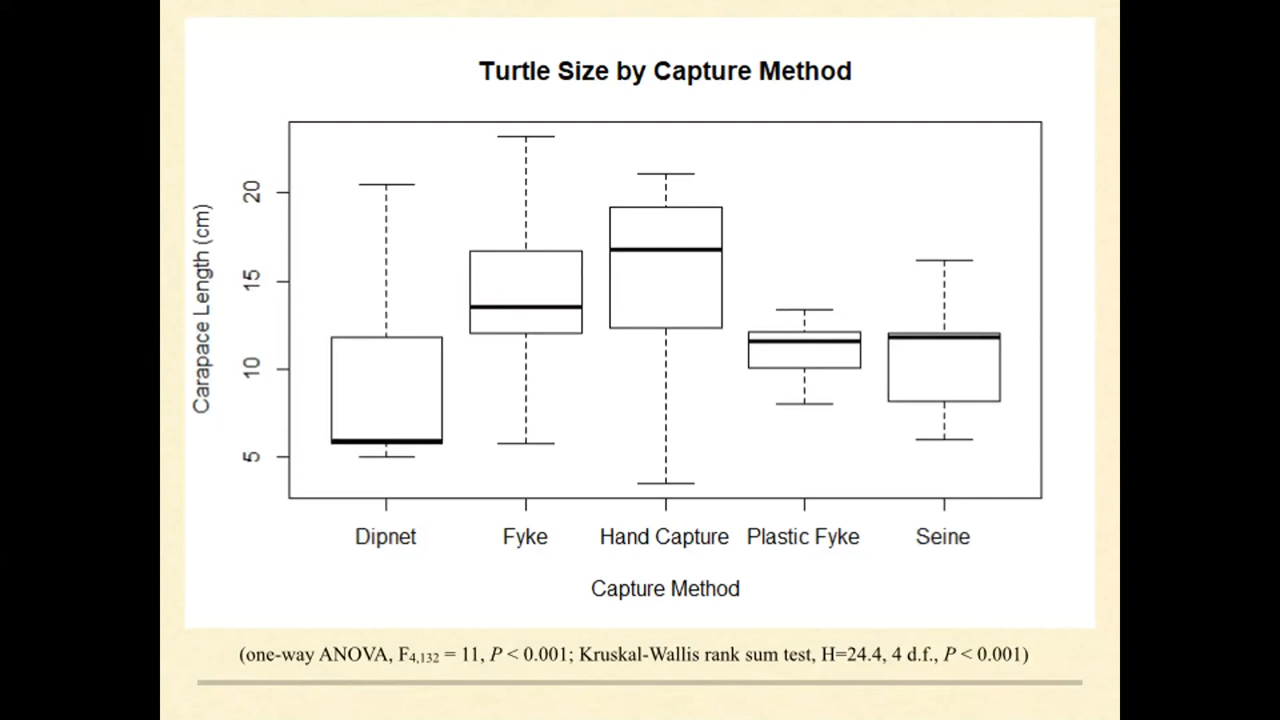 Turtle Size by Capture Method
Carapace Length (cm)
20
15
10
5
Dipnet Fyke Hand Capture Plastic Fyke Seine
Capture Method
(one-way ANOVA, F4,132 = 11, P < 0.001; Kruskal-Wallis rank sum test, H=24.4, 4 d.f., P < 0.001)